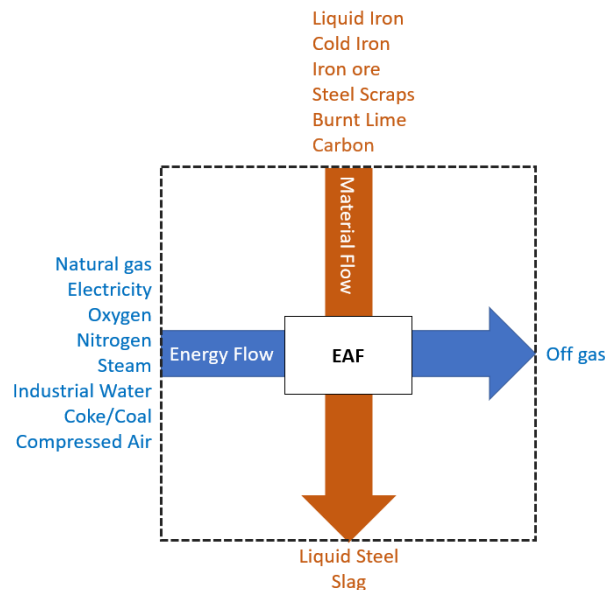 Liquid Iron
Cold Iron
Iron ore
Steel Scraps
Burnt Lime
Carbon
Material Flow
Natural gas
Electricity
Oxygen
Nitrogen
Steam
Industrial Water
Coke/Coal
Compressed Air
Energy Flow
EAF
Off gas
Liquid Steel
Slag